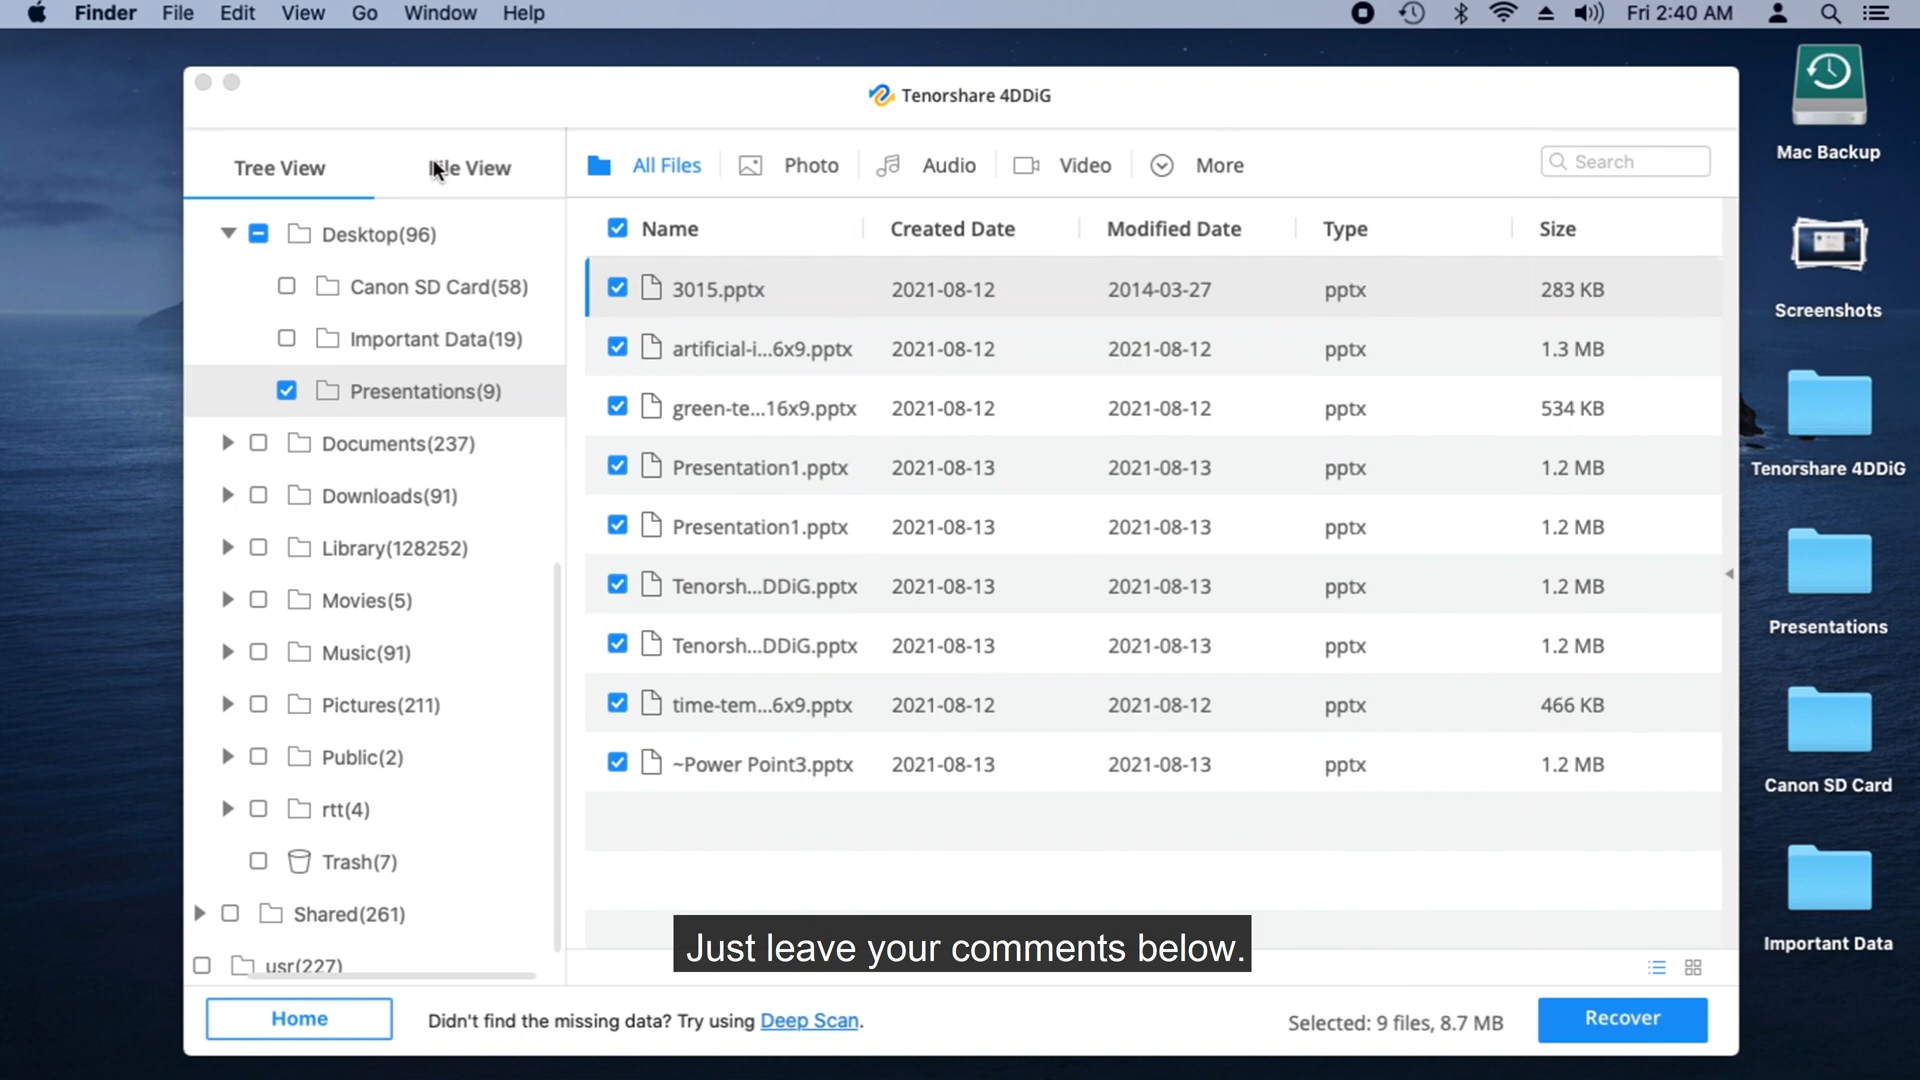 Finder File Edit View Go Window Help Fri 2:40 AM
Tenorshare 4DDiG
Tree View
All Files Photo Audio Video More Search
Name Created Date Modified Date Type Size
Desktop(96)
Canon SD Card(58)
Important Data(19)
Presentations(9)
Documents(237)
Downloads(91)
Library(128252)
Movies(5)
Music(91)
Pictures(211)
Public(2)
rtt(4)
Trash(7)
Shared(261)
usr(227)
3015.pptx 2021-08-12 2014-03-27 pptx 283 KB
artificial-i...6x9.pptx 2021-08-12 2021-08-12 pptx 1.3 MB
green-te...16x9.pptx 2021-08-12 2021-08-12 pptx 534 KB
Presentation1.pptx 2021-08-13 2021-08-13 pptx 1.2 MB
Presentation1.pptx 2021-08-13 2021-08-13 pptx 1.2 MB
Tenorsh...DDiG.pptx 2021-08-13 2021-08-13 pptx 1.2 MB
Tenorsh...DDiG.pptx 2021-08-13 2021-08-13 pptx 1.2 MB
time-tem...6x9.pptx 2021-08-12 2021-08-12 pptx 466 KB
~Power Point3.pptx 2021-08-13 2021-08-13 pptx 1.2 MB
Just leave your comments below.
Home Didn't find the missing data? Try using Deep Scan. Selected: 9 files, 8.7 MB Recover
Mac Backup
Screenshots
Tenorshare 4DDiG
Presentations
Canon SD Card
Important Data